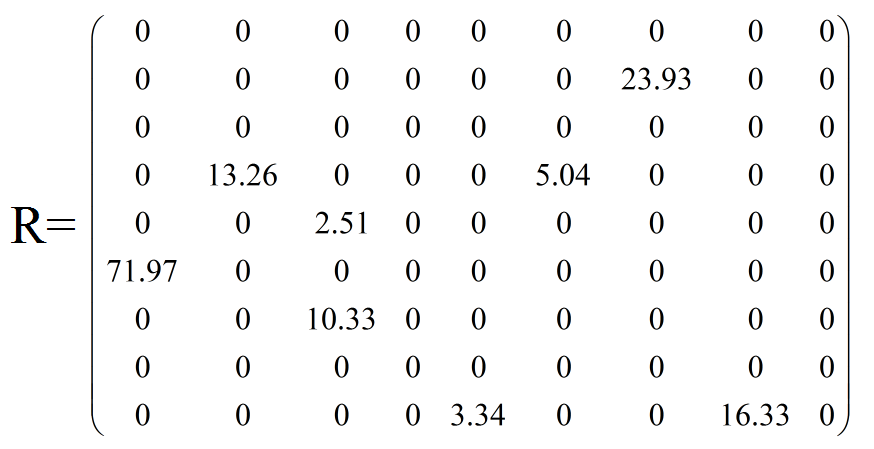 0 0 0 0 0 0 0 0 0
0 0 0 0 0 0 23.93 0 0
0 0 0 0 0 0 0 0 0
0 13.26 0 0 0 5.04 0 0 0
R= 0 0 2.51 0 0 0 0 0 0
71.97 0 0 0 0 0 0 0 0
0 0 10.33 0 0 0 0 0 0
0 0 0 0 0 0 0 0 0
0 0 0 0 3.34 0 0 16.33 0